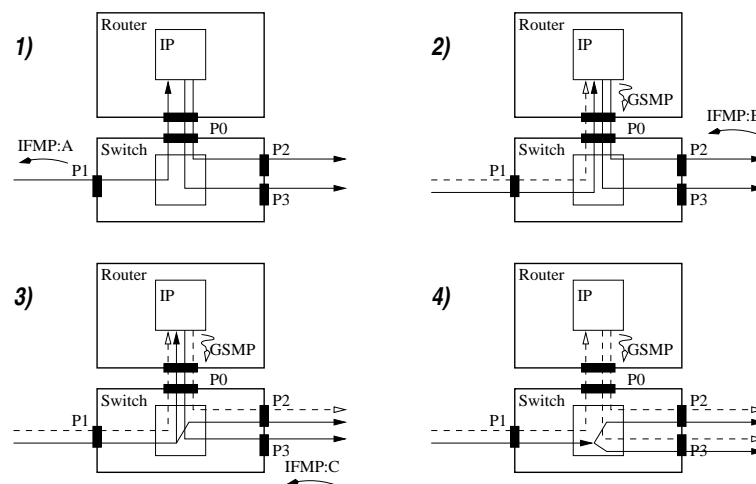 1)
Router
IP
P0
IFMP:A
Switch
P1
P2
P3
2)
Router
IP
GSMP
P0
IFMP:B
Switch
P1
P2
P3
3)
Router
IP
GSMP
P0
Switch
P1
P2
P3
IFMP:C
4)
Router
IP
GSMP
P0
Switch
P1
P2
P3